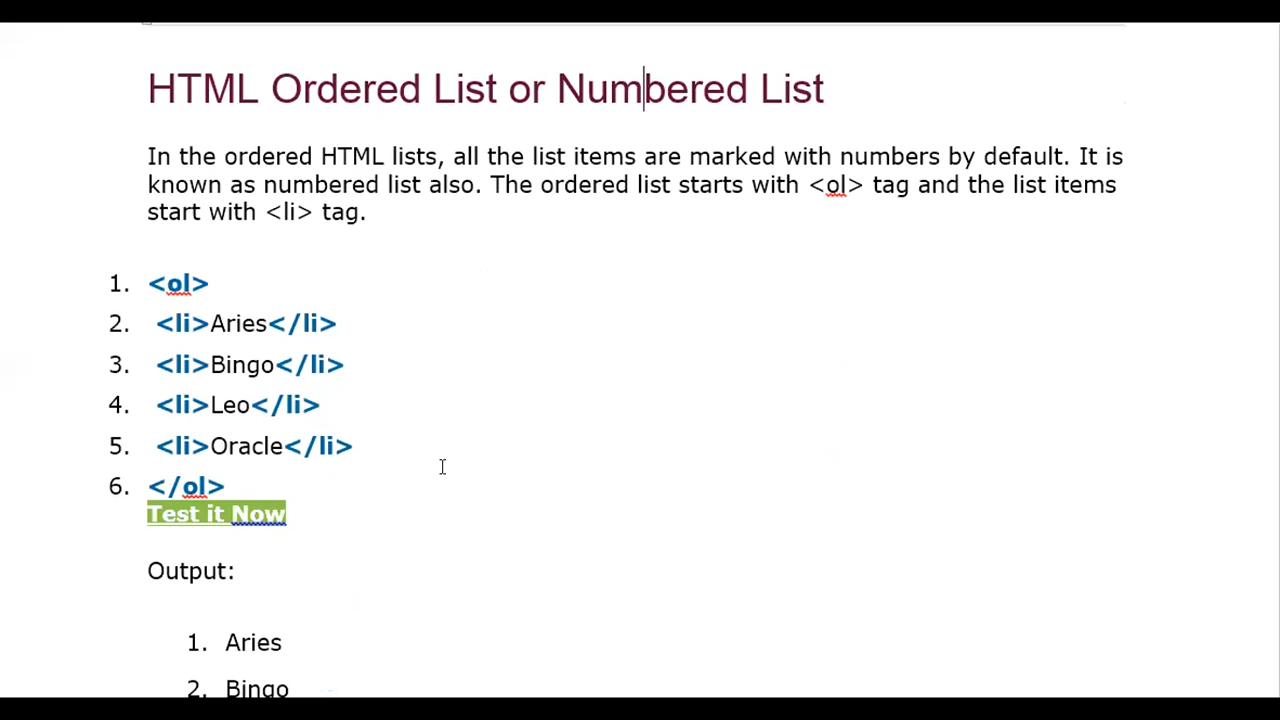 HTML Ordered List or Numbered List
In the ordered HTML lists, all the list items are marked with numbers by default. It is
known as numbered list also. The ordered list starts with <ol> tag and the list items
start with <li> tag.
1. <ol>
2. <li>Aries</li>
3. <li>Bingo</li>
4. <li>Leo</li>
5. <li>Oracle</li>
6. </ol>
Test it Now
Output:
1. Aries
2. Bingo